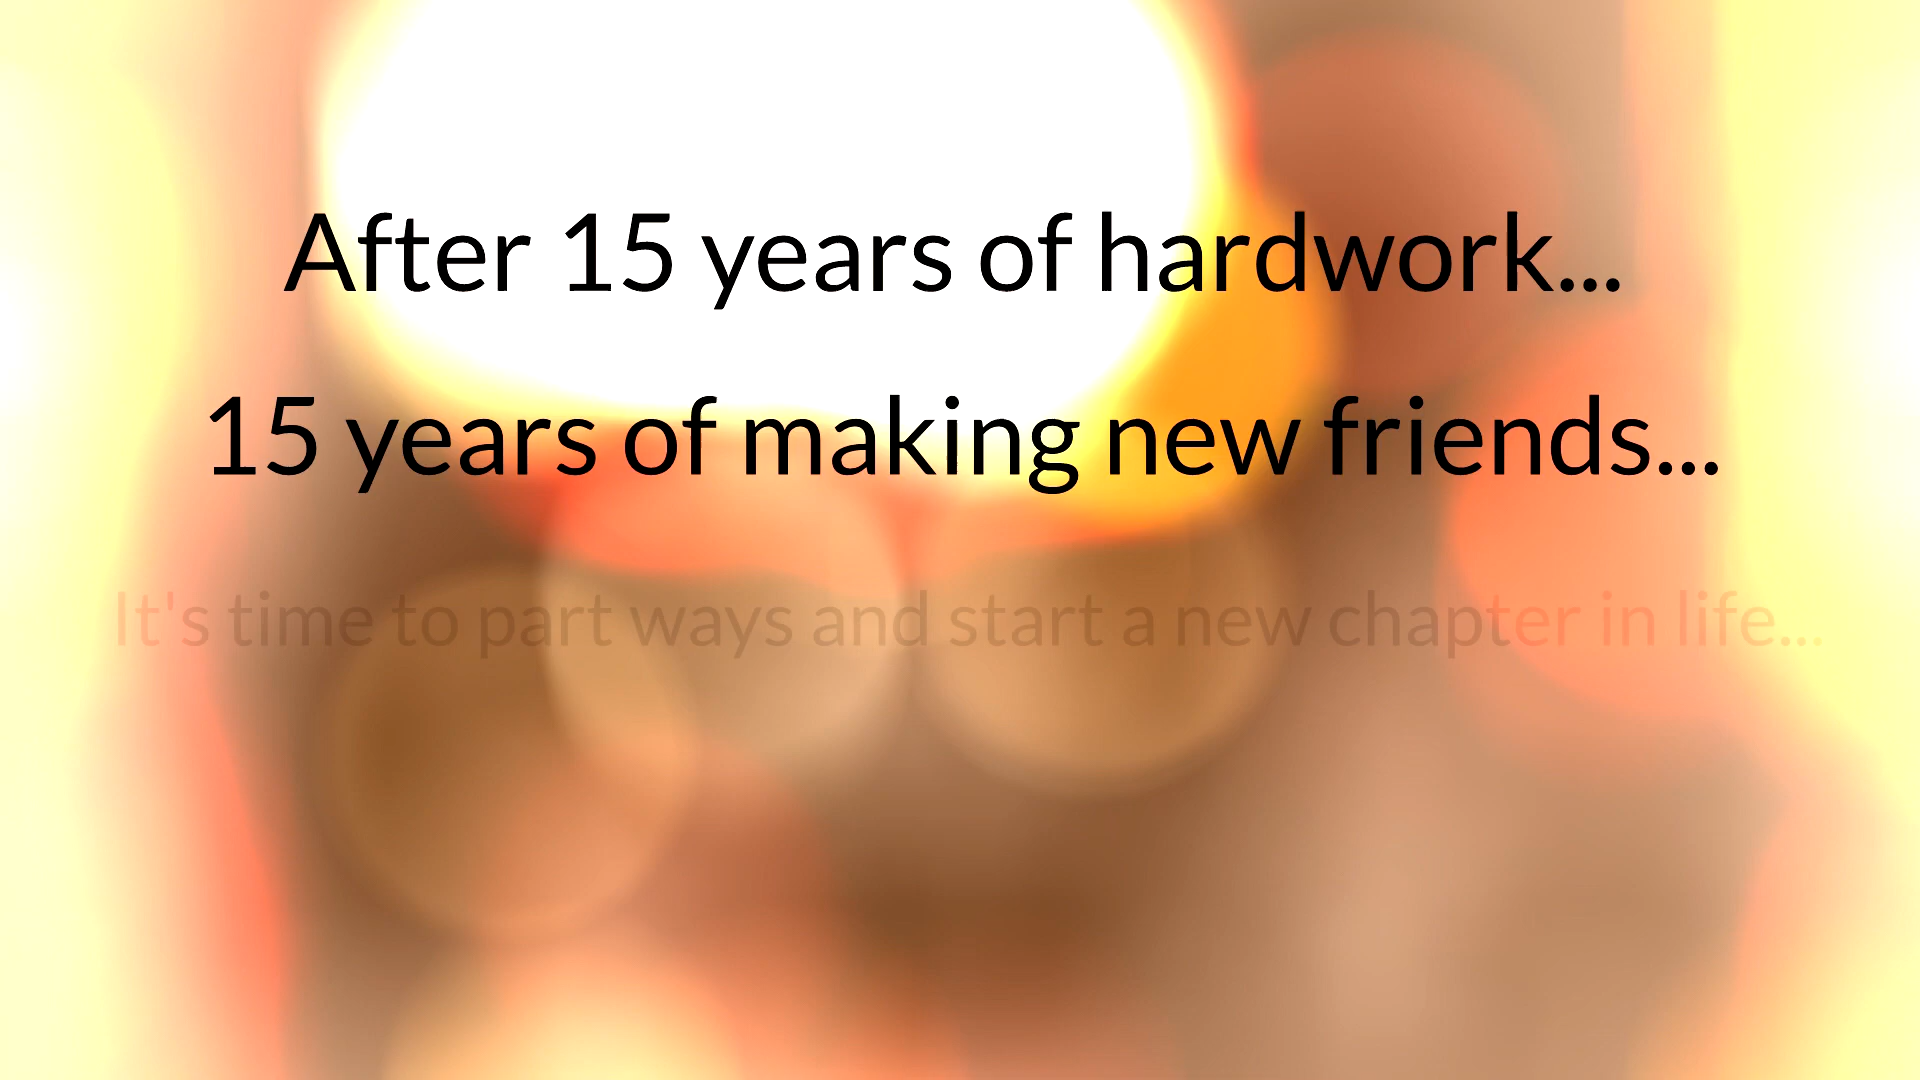 After 15 years of hardwork...
15 years of making new friends...
It's time to part ways and start a new chapter in life...